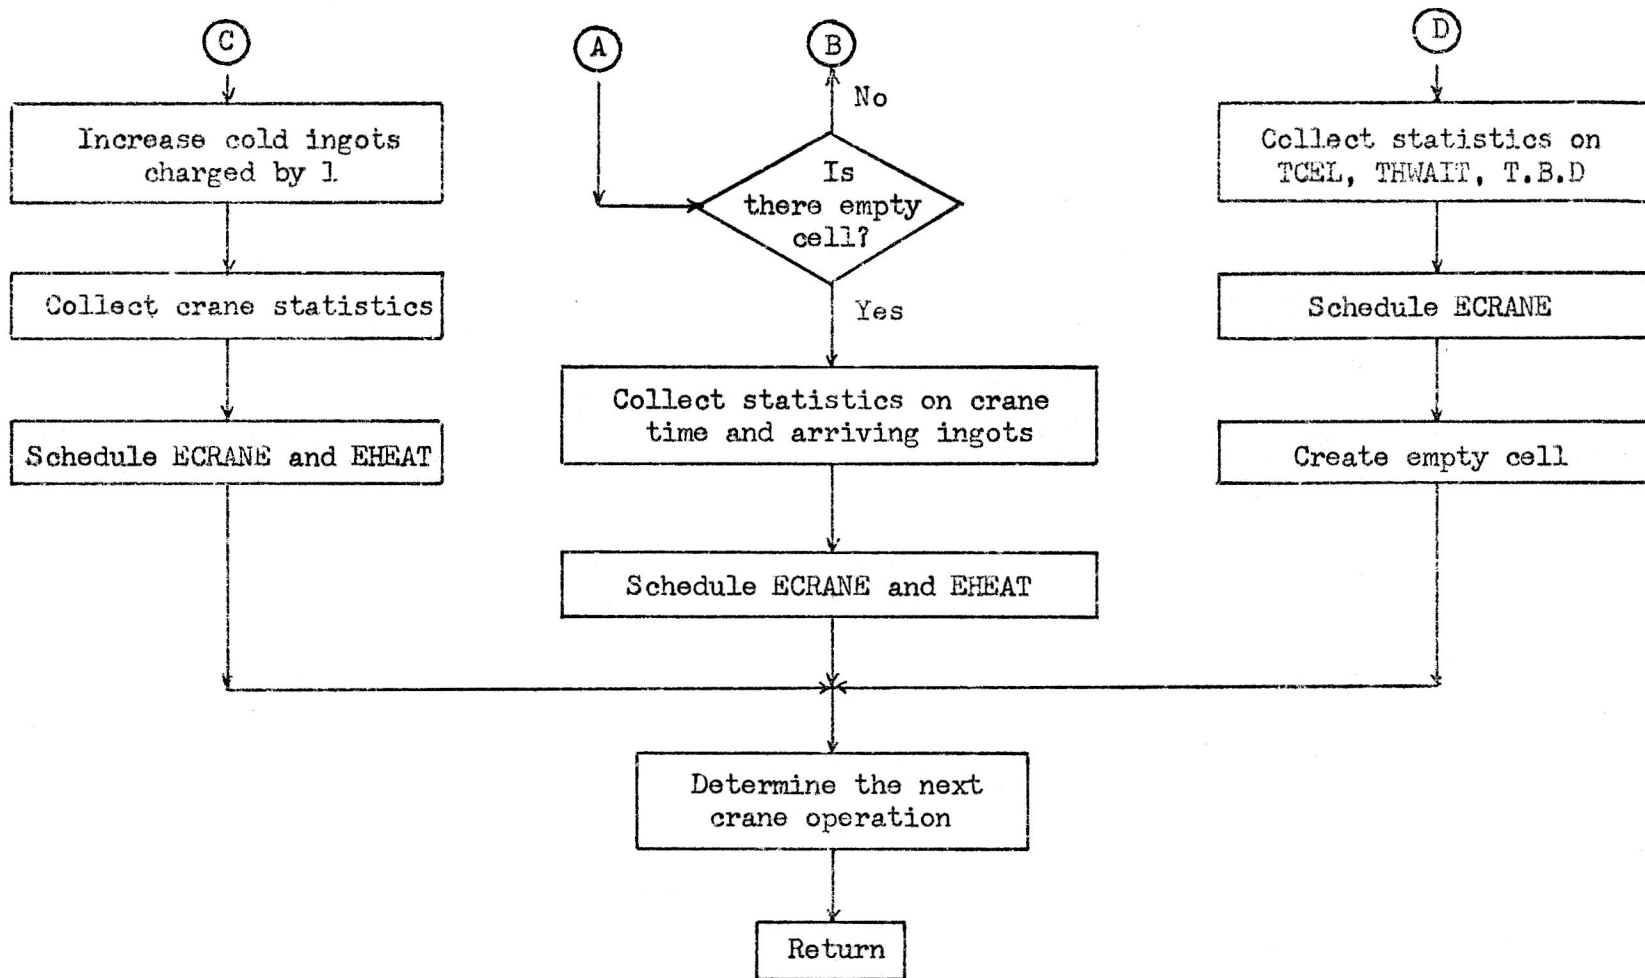 C
A
B
D
No
Increase cold ingots
charged by 1
Is
there empty
cell?
Collect statistics on
TCEL, THWAIT, T.B.D
Collect crane statistics
Yes
Schedule ECRANE
Collect statistics on crane
time and arriving ingots
Schedule ECRANE and EHEAT
Create empty cell
Schedule ECRANE and EHEAT
Determine the next
crane operation
Return